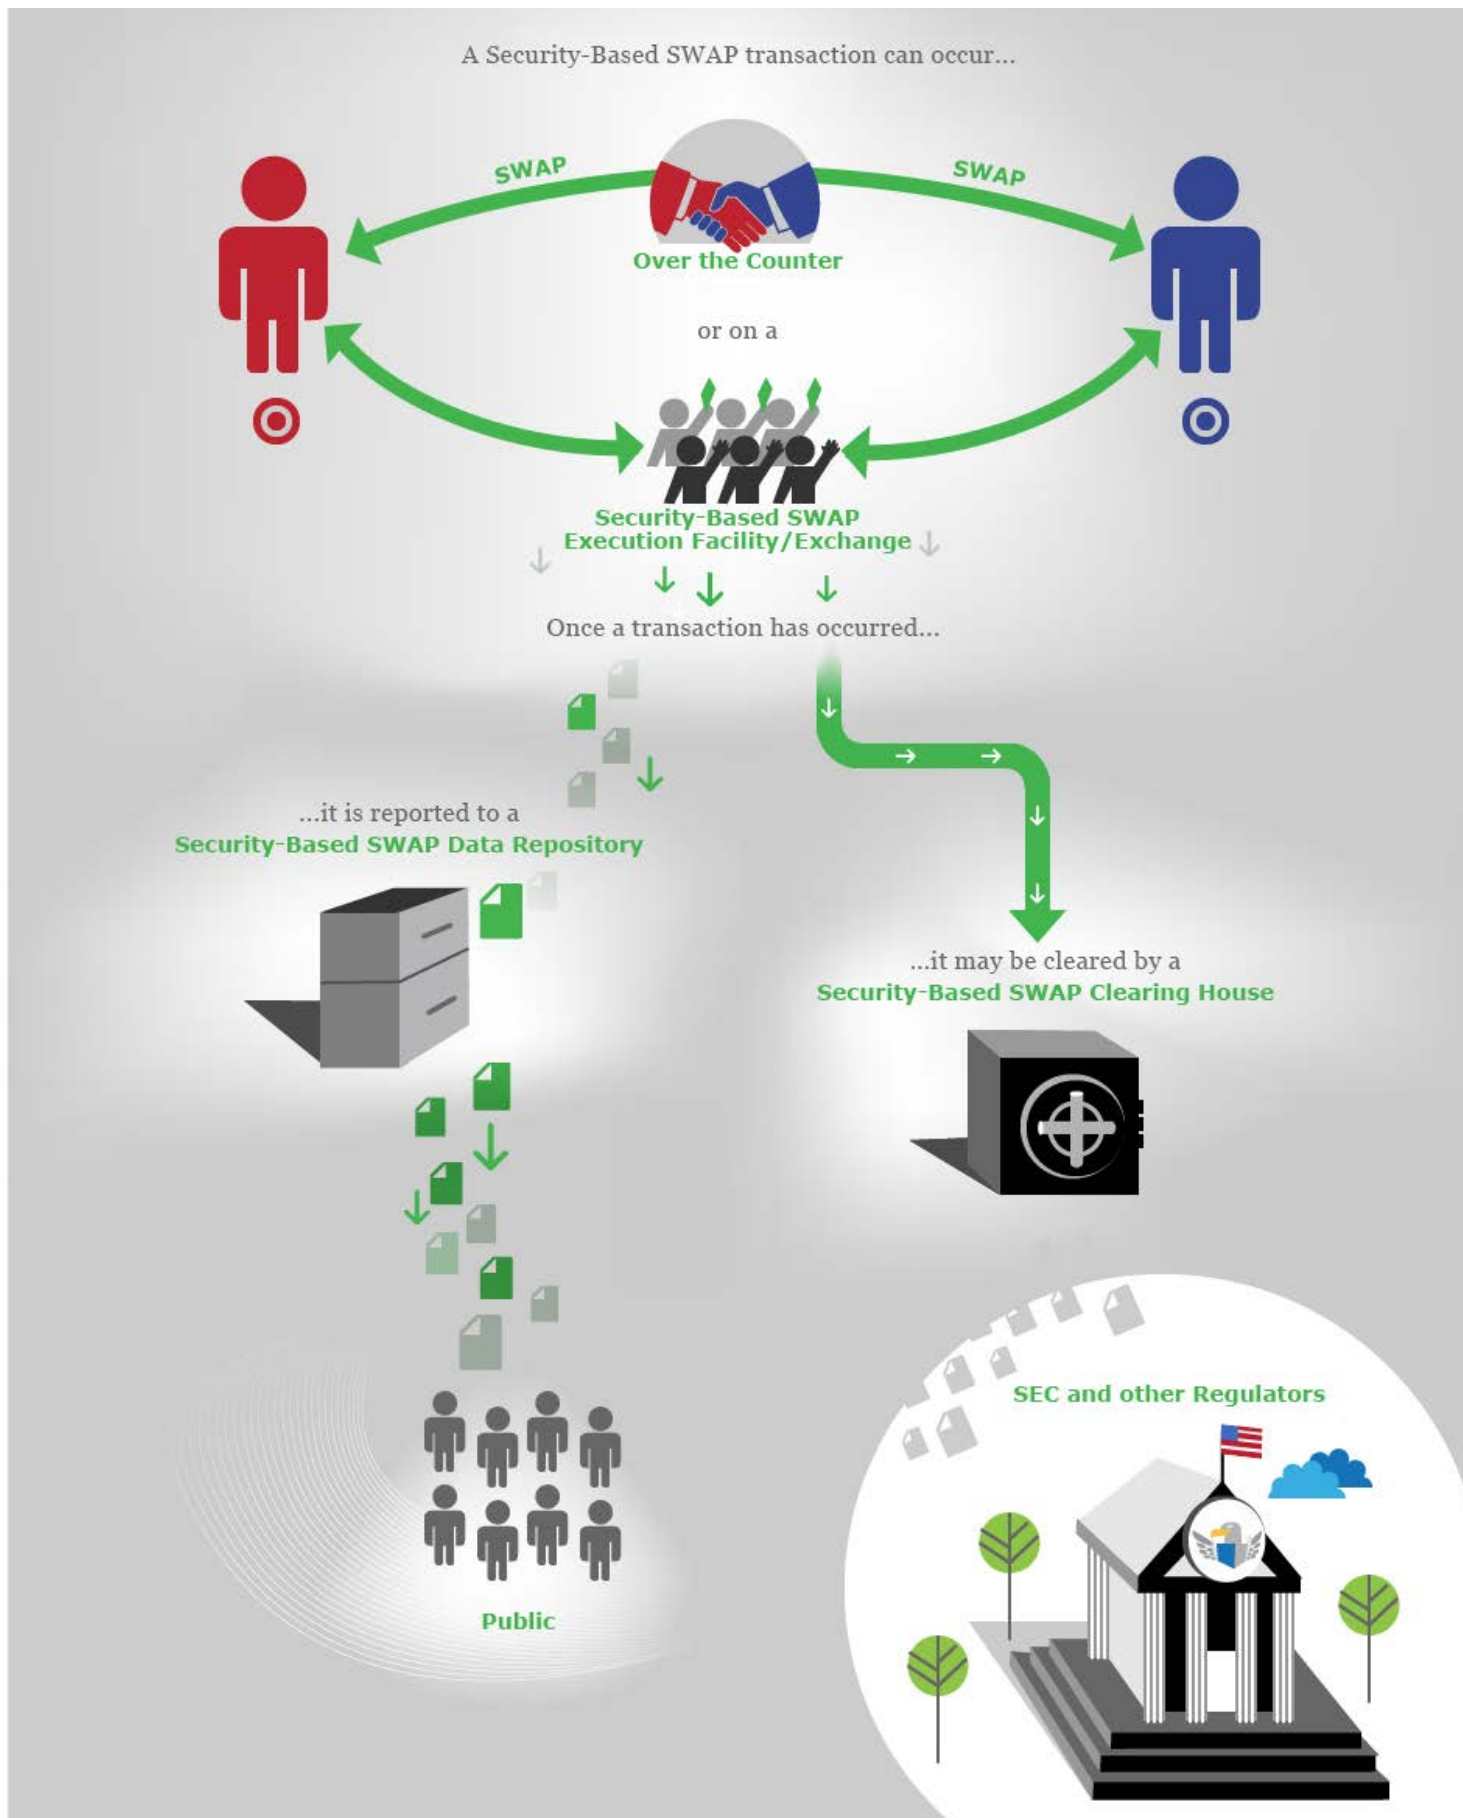 A Security-Based SWAP transaction can occur...
SWAP
SWAP
Over the Counter
or on a
Security-Based SWAP
Execution Facility/Exchange
Once a transaction has occurred...
...it is reported to a
Security-Based SWAP Data Repository
...it may be cleared by a
Security-Based SWAP Clearing House
SEC and other Regulators
Public